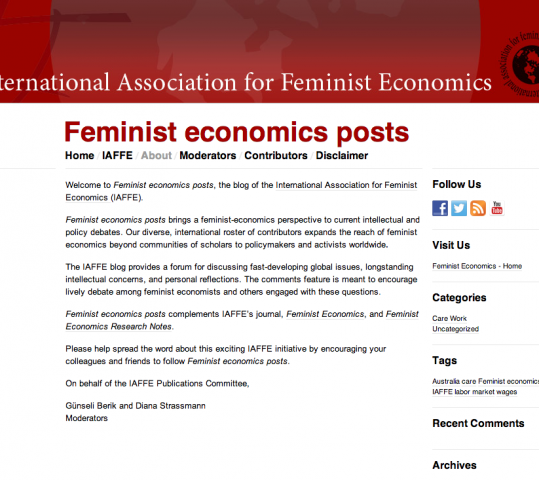 ternational Association for Feminist Economics
Feminist economics posts
Home / IAFFE / About / Moderators / Contributors / Disclaimer
Welcome to Feminist economics posts, the blog of the International Association for Feminist
Economics (IAFFE).
Feminist economics posts brings a feminist-economics perspective to current intellectual and
policy debates. Our diverse, international roster of contributors expands the reach of feminist
economics beyond communities of scholars to policymakers and activists worldwide.
The IAFFE blog provides a forum for discussing fast-developing global issues, longstanding
intellectual concerns, and personal reflections. The comments feature is meant to encourage
lively debate among feminist economists and others engaged with these questions.
Feminist economics posts complements IAFFE's journal, Feminist Economics, and Feminist
Economics Research Notes.
Please help spread the word about this exciting IAFFE initiative by encouraging your
colleagues and friends to follow Feminist economics posts.
On behalf of the IAFFE Publications Committee,
Günseli Berik and Diana Strassmann
Moderators
Follow Us
You Tube
Visit Us
Feminist Economics - Home
Categories
Care Work
Uncategorized
Tags
Australia care Feminist economics
IAFFE labor market wages
Recent Comments
Archives